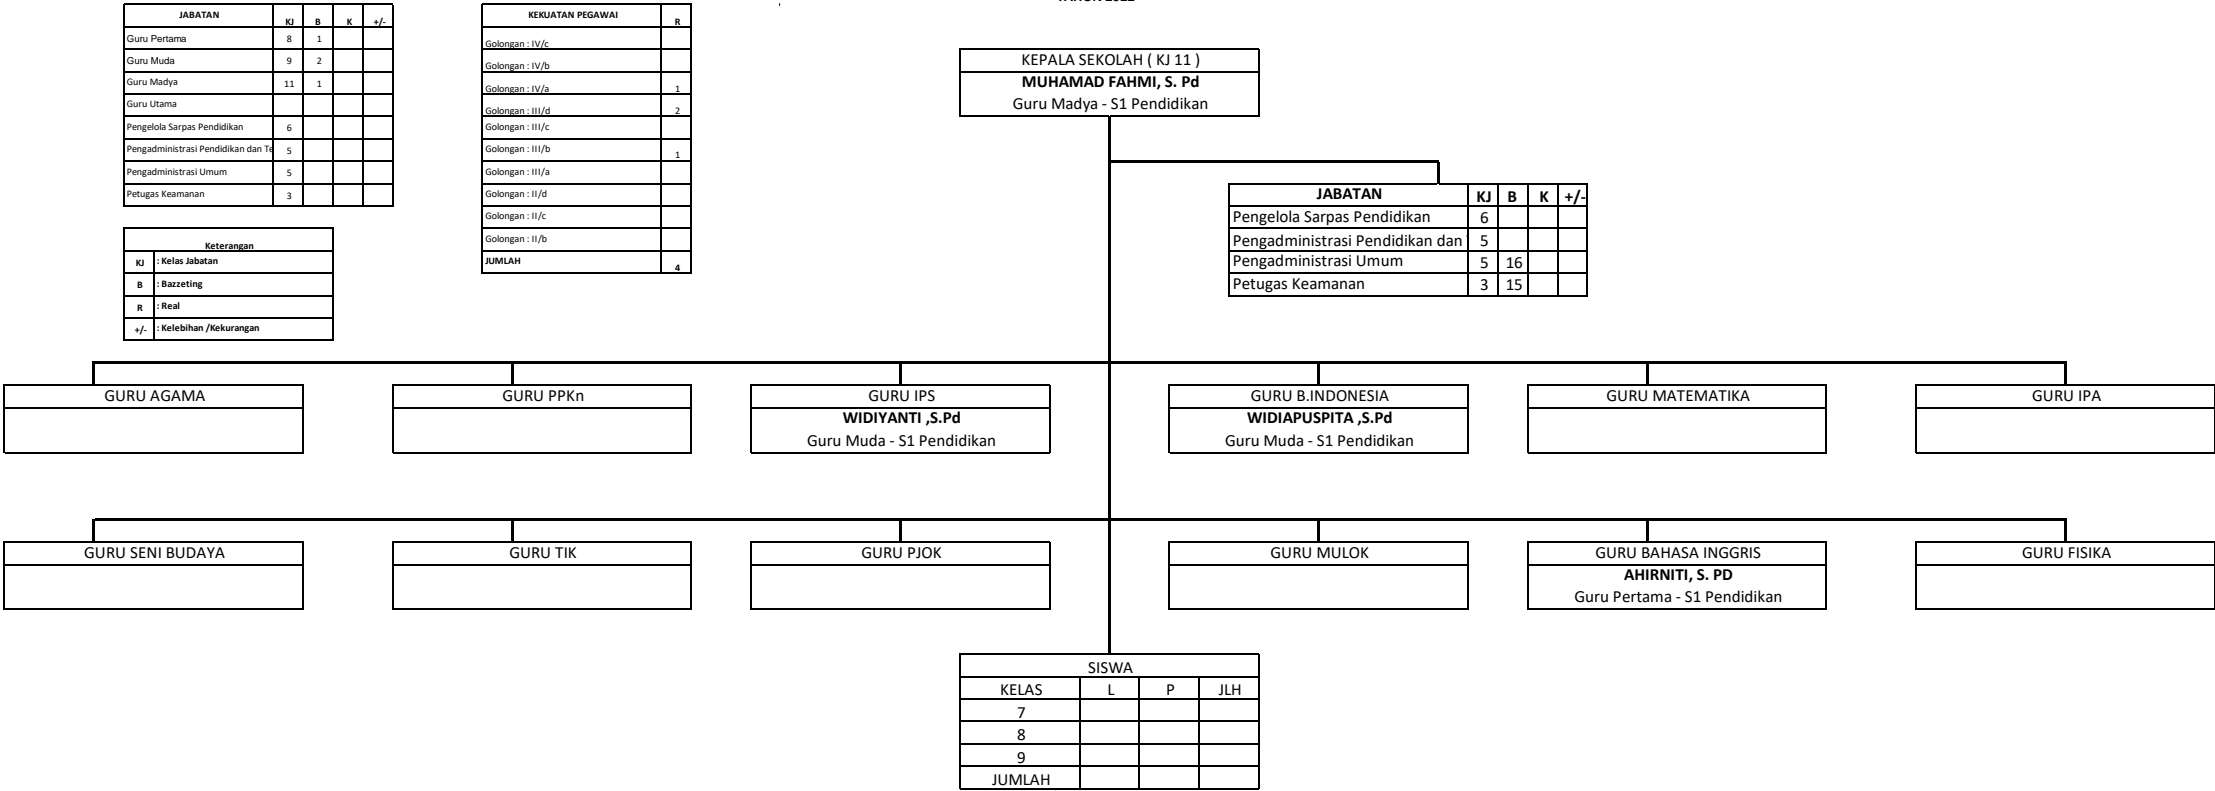 JABATAN KJ B K +/-
Guru Pertama 8 1
Guru Muda 9 2
Guru Madya 11 1
Guru Utama
Pengelola Sarpas Pendidikan 6
Pengadministrasi Pendidikan dan Te 5
Pengadministrasi Umum 5
Petugas Keamanan 3
Keterangan
KJ : Kelas Jabatan
B : Bazzeting
R : Real
+/- : Kelebihan /Kekurangan
KEKUATAN PEGAWAI R
Golongan : IV/c
Golongan : IV/b
Golongan : IV/a 1
Golongan : III/d 2
Golongan : III/c
Golongan : III/b 1
Golongan : III/a
Golongan : II/d
Golongan : II/c
Golongan : II/b
JUMLAH 4
KEPALA SEKOLAH ( KJ 11 )
MUHAMAD FAHMI, S. Pd
Guru Madya - S1 Pendidikan
JABATAN KJ B K +/-
Pengelola Sarpas Pendidikan 6
Pengadministrasi Pendidikan dan 5
Pengadministrasi Umum 5 16
Petugas Keamanan 3 15
GURU AGAMA
GURU PPKn
GURU IPS
WIDIYANTI ,S.Pd
Guru Muda - S1 Pendidikan
GURU B.INDONESIA
WIDIAPUSPITA ,S.Pd
Guru Muda - S1 Pendidikan
GURU MATEMATIKA
GURU IPA
GURU SENI BUDAYA
GURU TIK
GURU PJOK
GURU MULOK
GURU BAHASA INGGRIS
AHIRNITI, S. PD
Guru Pertama - S1 Pendidikan
GURU FISIKA
SISWA
KELAS L P JLH
7
8
9
JUMLAH